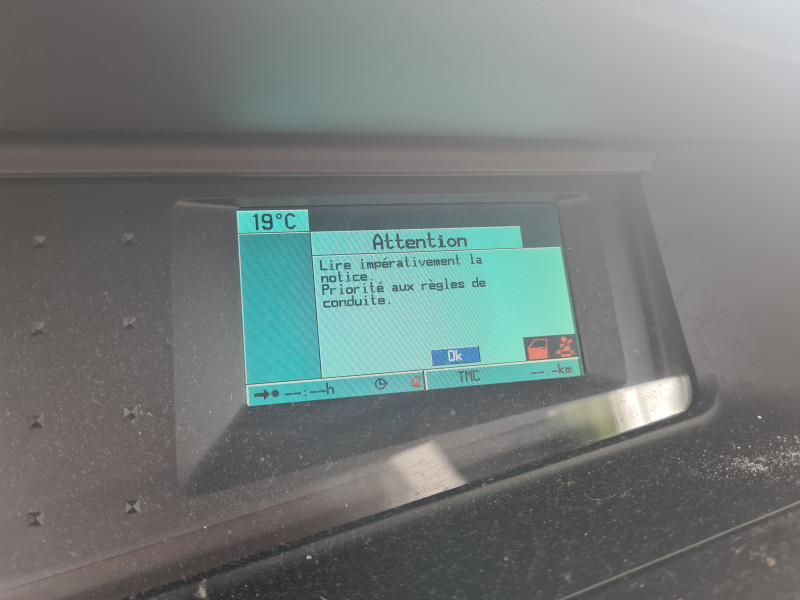 19°C
Attention
Lire impérativement la
notice.
Priorité aux règles de
conduite.
Ok
--:--h
TMC
--.-km